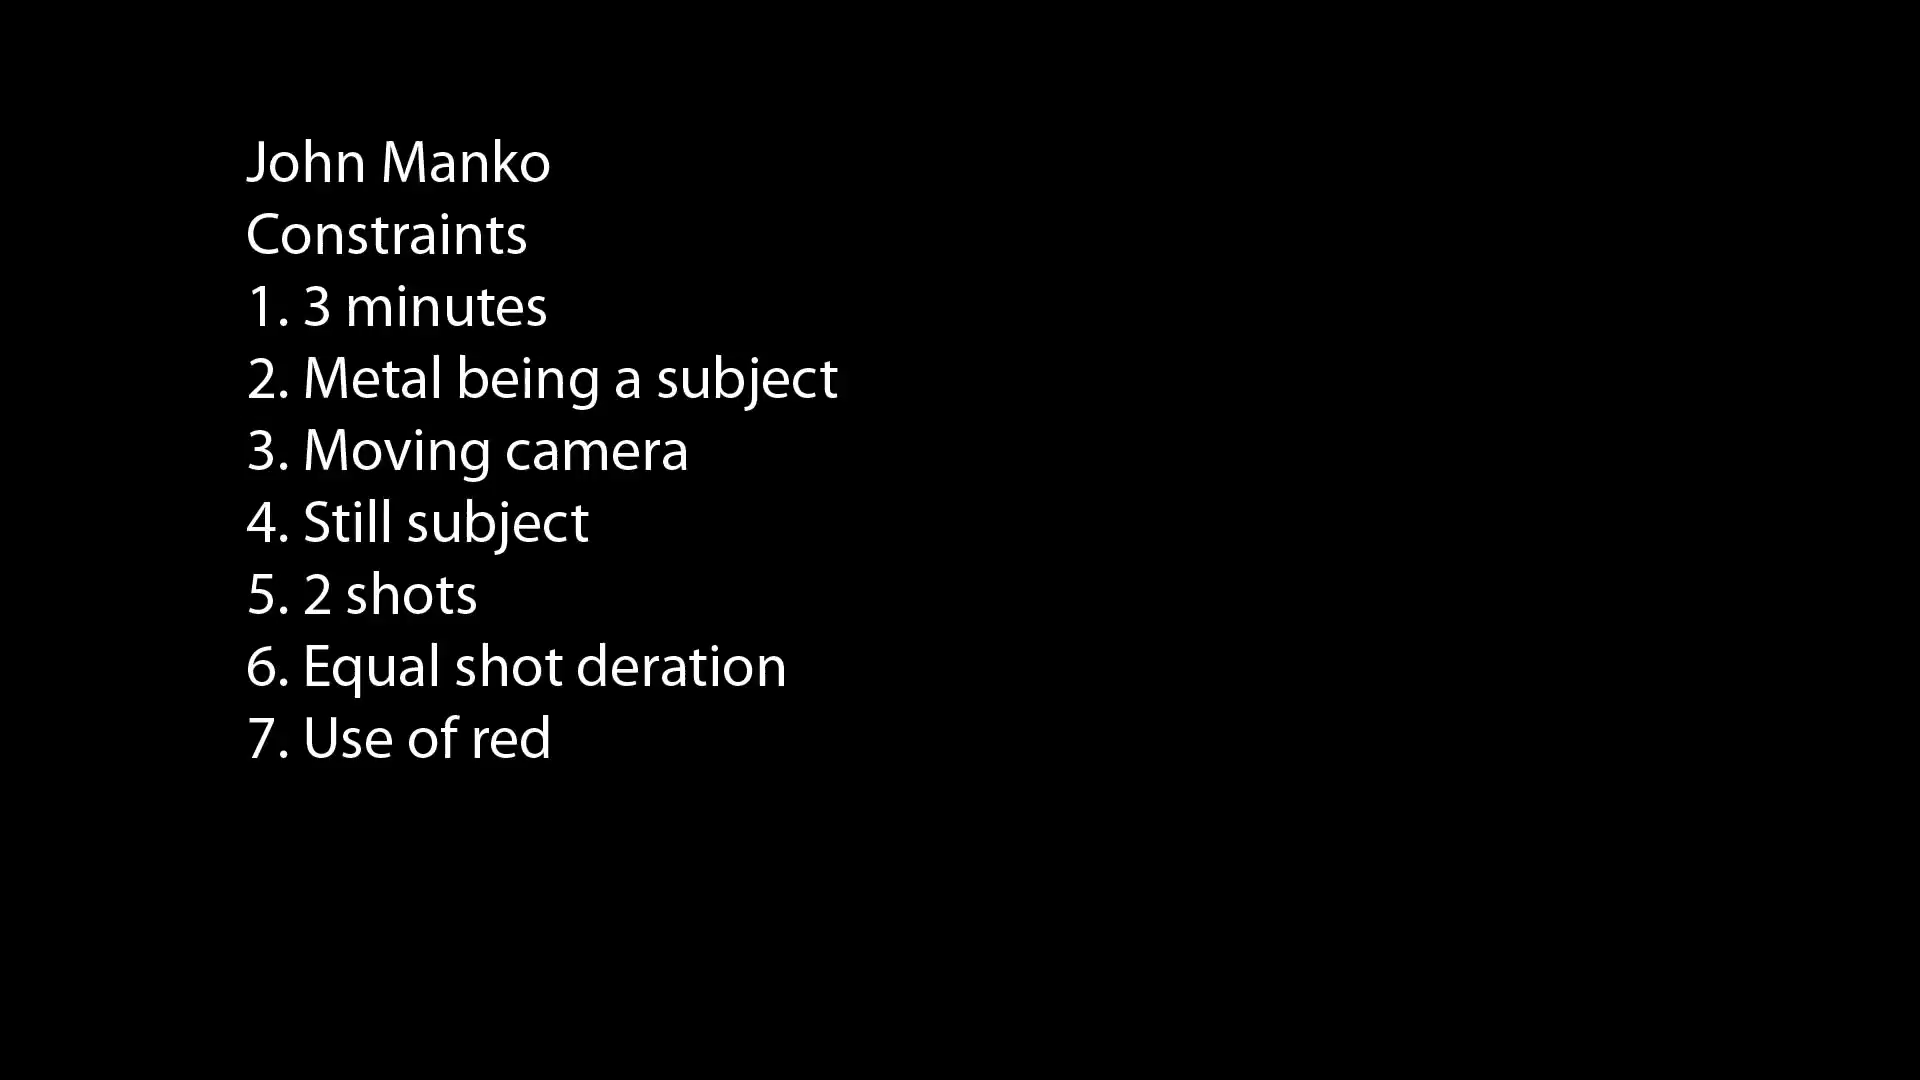 John Manko
Constraints
1. 3 minutes
2. Metal being a subject
3. Moving camera
4. Still subject
5. 2 shots
6. Equal shot deration
7. Use of red